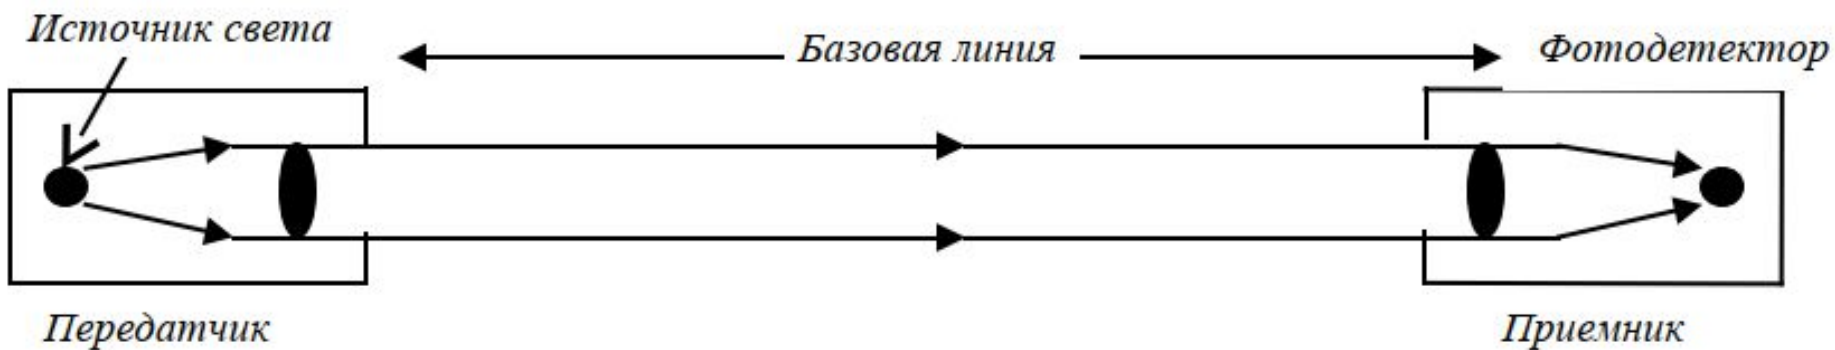 Источник света
Базовая линия
Фотодетектор
Передатчик
Приемник